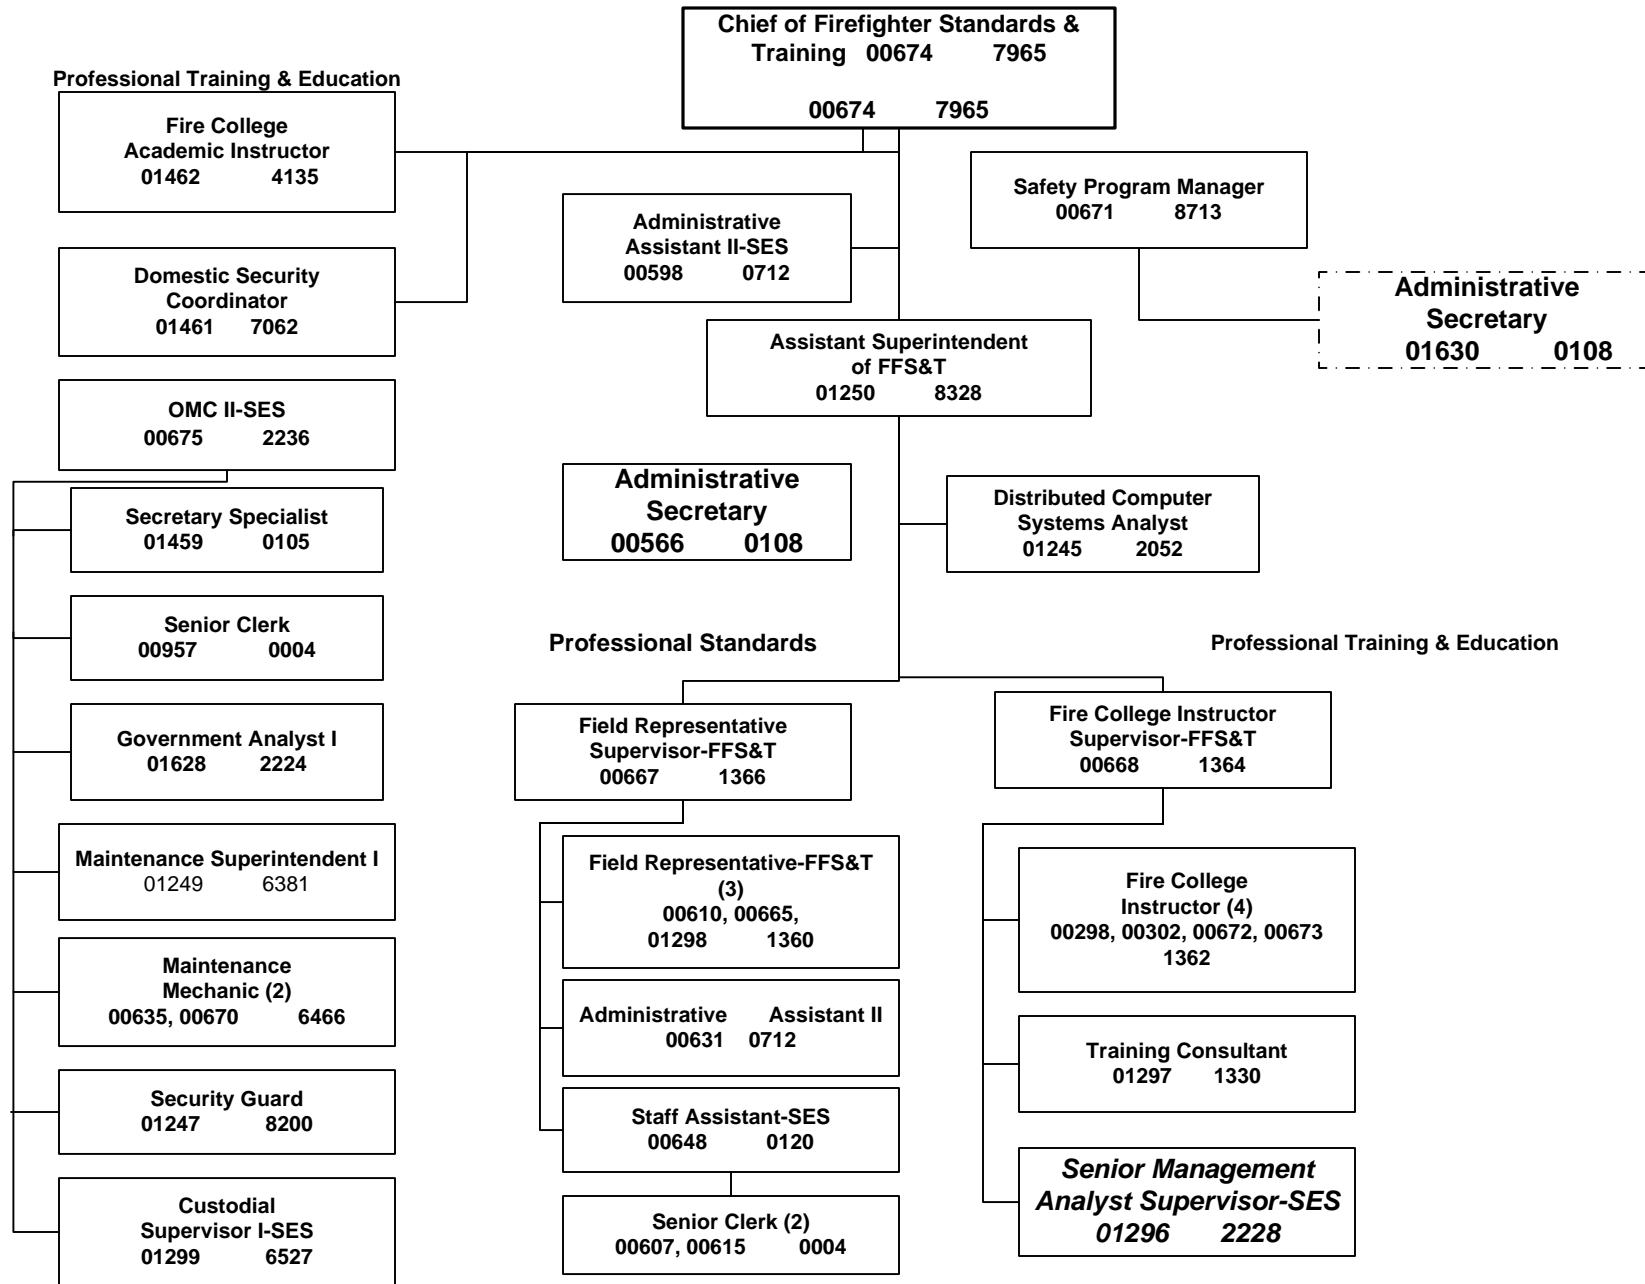 Chief of Firefighter Standards &
Training 00674 7965
00674 7965
Professional Training & Education
Fire College
Academic Instructor
01462 4135
Domestic Security
Coordinator
01461 7062
Administrative
Assistant II-SES
00598 0712
Safety Program Manager
00671 8713
Administrative
Secretary
01630 0108
Assistant Superintendent
of FFS&T
01250 8328
OMC II-SES
00675 2236
Secretary Specialist
01459 0105
Senior Clerk
00957 0004
Government Analyst I
01628 2224
Maintenance Superintendent I
01249 6381
Maintenance
Mechanic (2)
00635, 00670 6466
Security Guard
01247 8200
Custodial
Supervisor I-SES
01299 6527
Administrative
Secretary
00566 0108
Distributed Computer
Systems Analyst
01245 2052
Professional Standards
Field Representative
Supervisor-FFS&T
00667 1366
Field Representative-FFS&T
(3)
00610, 00665,
01298 1360
Administrative Assistant II
00631 0712
Staff Assistant-SES
00648 0120
Senior Clerk (2)
00607, 00615 0004
Professional Training & Education
Fire College Instructor
Supervisor-FFS&T
00668 1364
Fire College
Instructor (4)
00298, 00302, 00672, 00673
1362
Training Consultant
01297 1330
Senior Management
Analyst Supervisor-SES
01296 2228